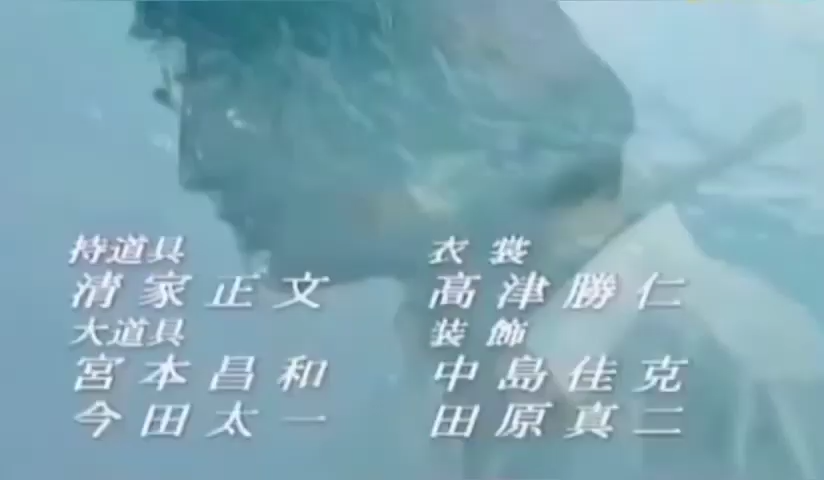 持道具
清家正文
大道具
宮本昌和
今田太一
衣裳
高津勝仁
装飾
中島佳克
田原真二